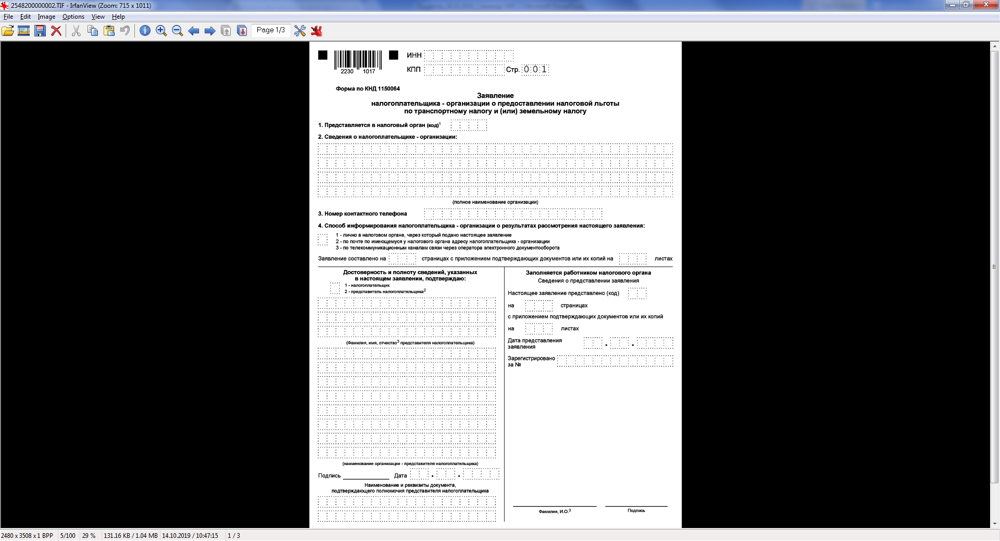 2548200000002.TIF - IrfanView (Zoom: 715 x 1011)
File Edit Image Options View Help
Page 1/3
2230 1017
ИНН
КПП Стр. 001
Форма по КНД 1150064
Заявление
налогоплательщика - организации о предоставлении налоговой льготы
по транспортному налогу и (или) земельному налогу
1. Представляется в налоговый орган (код)1
2. Сведения о налогоплательщике - организации:
(полное наименование организации)
3. Номер контактного телефона
4. Способ информирования налогоплательщика - организации о результатах рассмотрения настоящего заявления:
1 - лично в налоговом органе, через который подано настоящее заявление
2 - по почте по имеющемуся у налогового органа адресу налогоплательщика - организации
3 - по телекоммуникационным каналам связи через оператора электронного документооборота
Заявление составлено на страницах с приложением подтверждающих документов или их копий на листах
Достоверность и полноту сведений, указанных
в настоящем заявлении, подтверждаю:
1 - налогоплательщик
2 - представитель налогоплательщика2
(Фамилия, имя, отчество3 представителя налогоплательщика)
(наименование организации - представителя налогоплательщика)
Подпись Дата . .
Наименование и реквизиты документа,
подтверждающего полномочия представителя налогоплательщика
Заполняется работником налогового органа
Сведения о представлении заявления
Настоящее заявление представлено (код)
на страницах
с приложением подтверждающих документов или их копий
на листах
Дата представления
заявления . .
Зарегистрировано
за №
Фамилия, И.О.3 Подпись
2480 x 3508 x 1 BPP 5/100 29 % 131.16 KB / 1.04 MB 14.10.2019 / 10:47:15 1 / 3